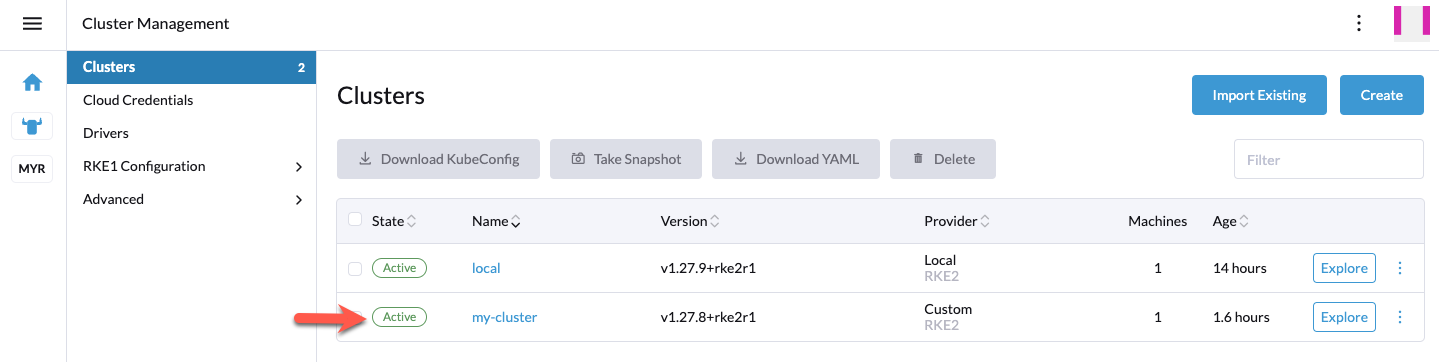 Cluster Management
Clusters 2
Cloud Credentials
Drivers
RKE1 Configuration
Advanced
MYR
Clusters
Import Existing
Create
Download KubeConfig
Take Snapshot
Download YAML
Delete
Filter
State Name Version Provider Machines Age
Active local v1.27.9+rke2r1 Local 1 14 hours Explore
RKE2
Active my-cluster v1.27.8+rke2r1 Custom 1 1.6 hours Explore
RKE2